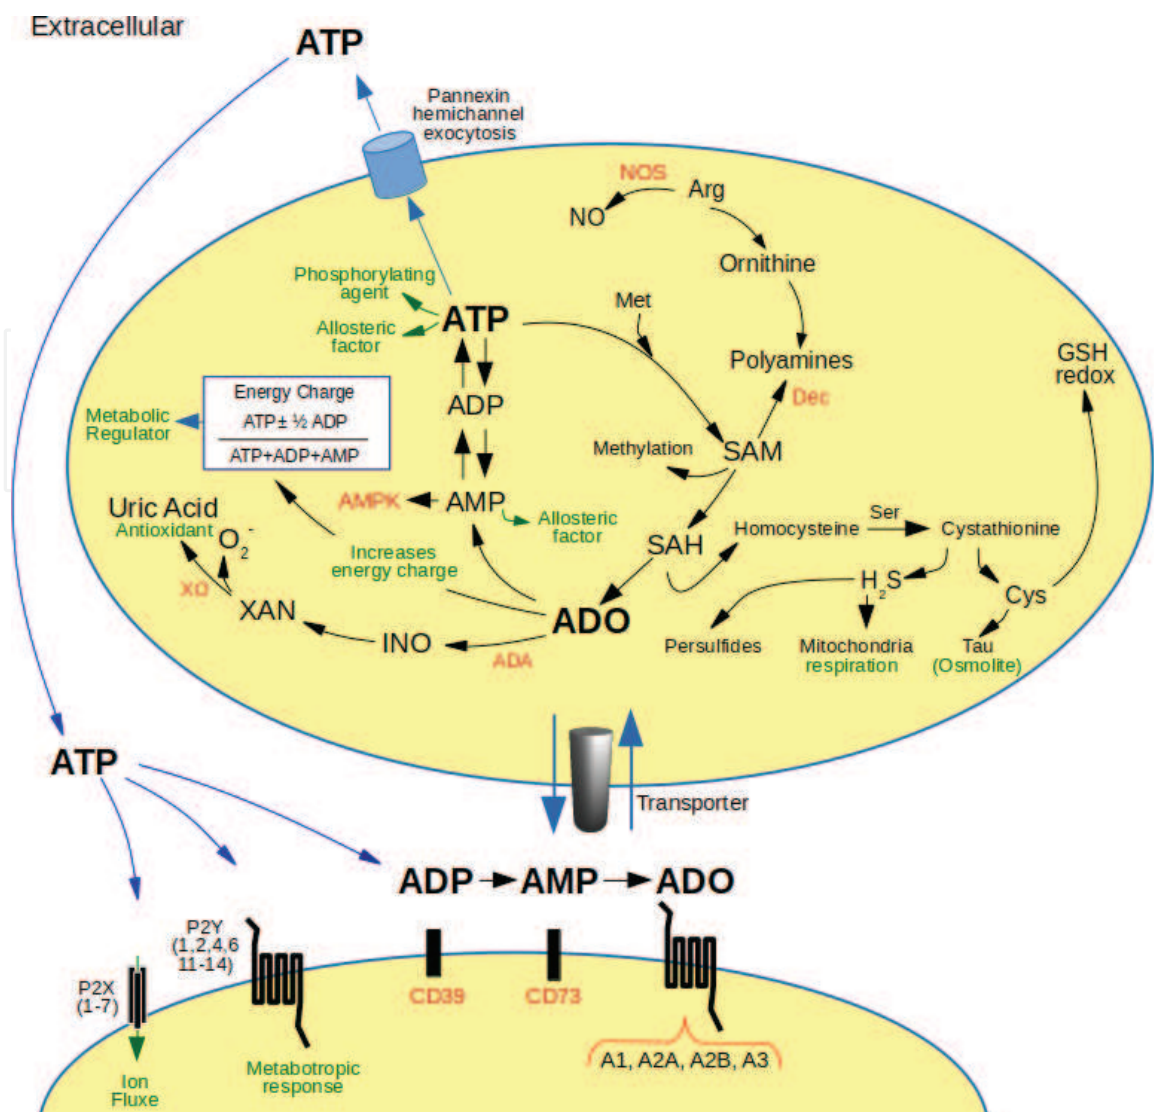 Extracellular
ATP
Pannexin
hemichannel
exocytosis
NOS
Arg
NO
Ornithine
Phosphorylating
agent
Allosteric
factor
ATP
Met
Polyamines
Dec
GSH
redox
Energy Charge
ATP± ½ ADP
ATP+ADP+AMP
Metabolic
Regulator
ADP
Methylation
SAM
AMPK
AMP
Allosteric
factor
Uric Acid
Antioxidant
O₂⁻
Increases
energy charge
SAH
Homocysteine
Ser
Cystathionine
XO
XAN
INO
ADA
ADO
H₂S
Cys
Persulfides
Mitochondria
respiration
Tau
(Osmolite)
ATP
Transporter
ADP
AMP
ADO
P2Y
(1,2,4,6
11-14)
P2X
(1-7)
CD39
CD73
A1, A2A, A2B, A3
Metabotropic
response
Ion
Fluxe